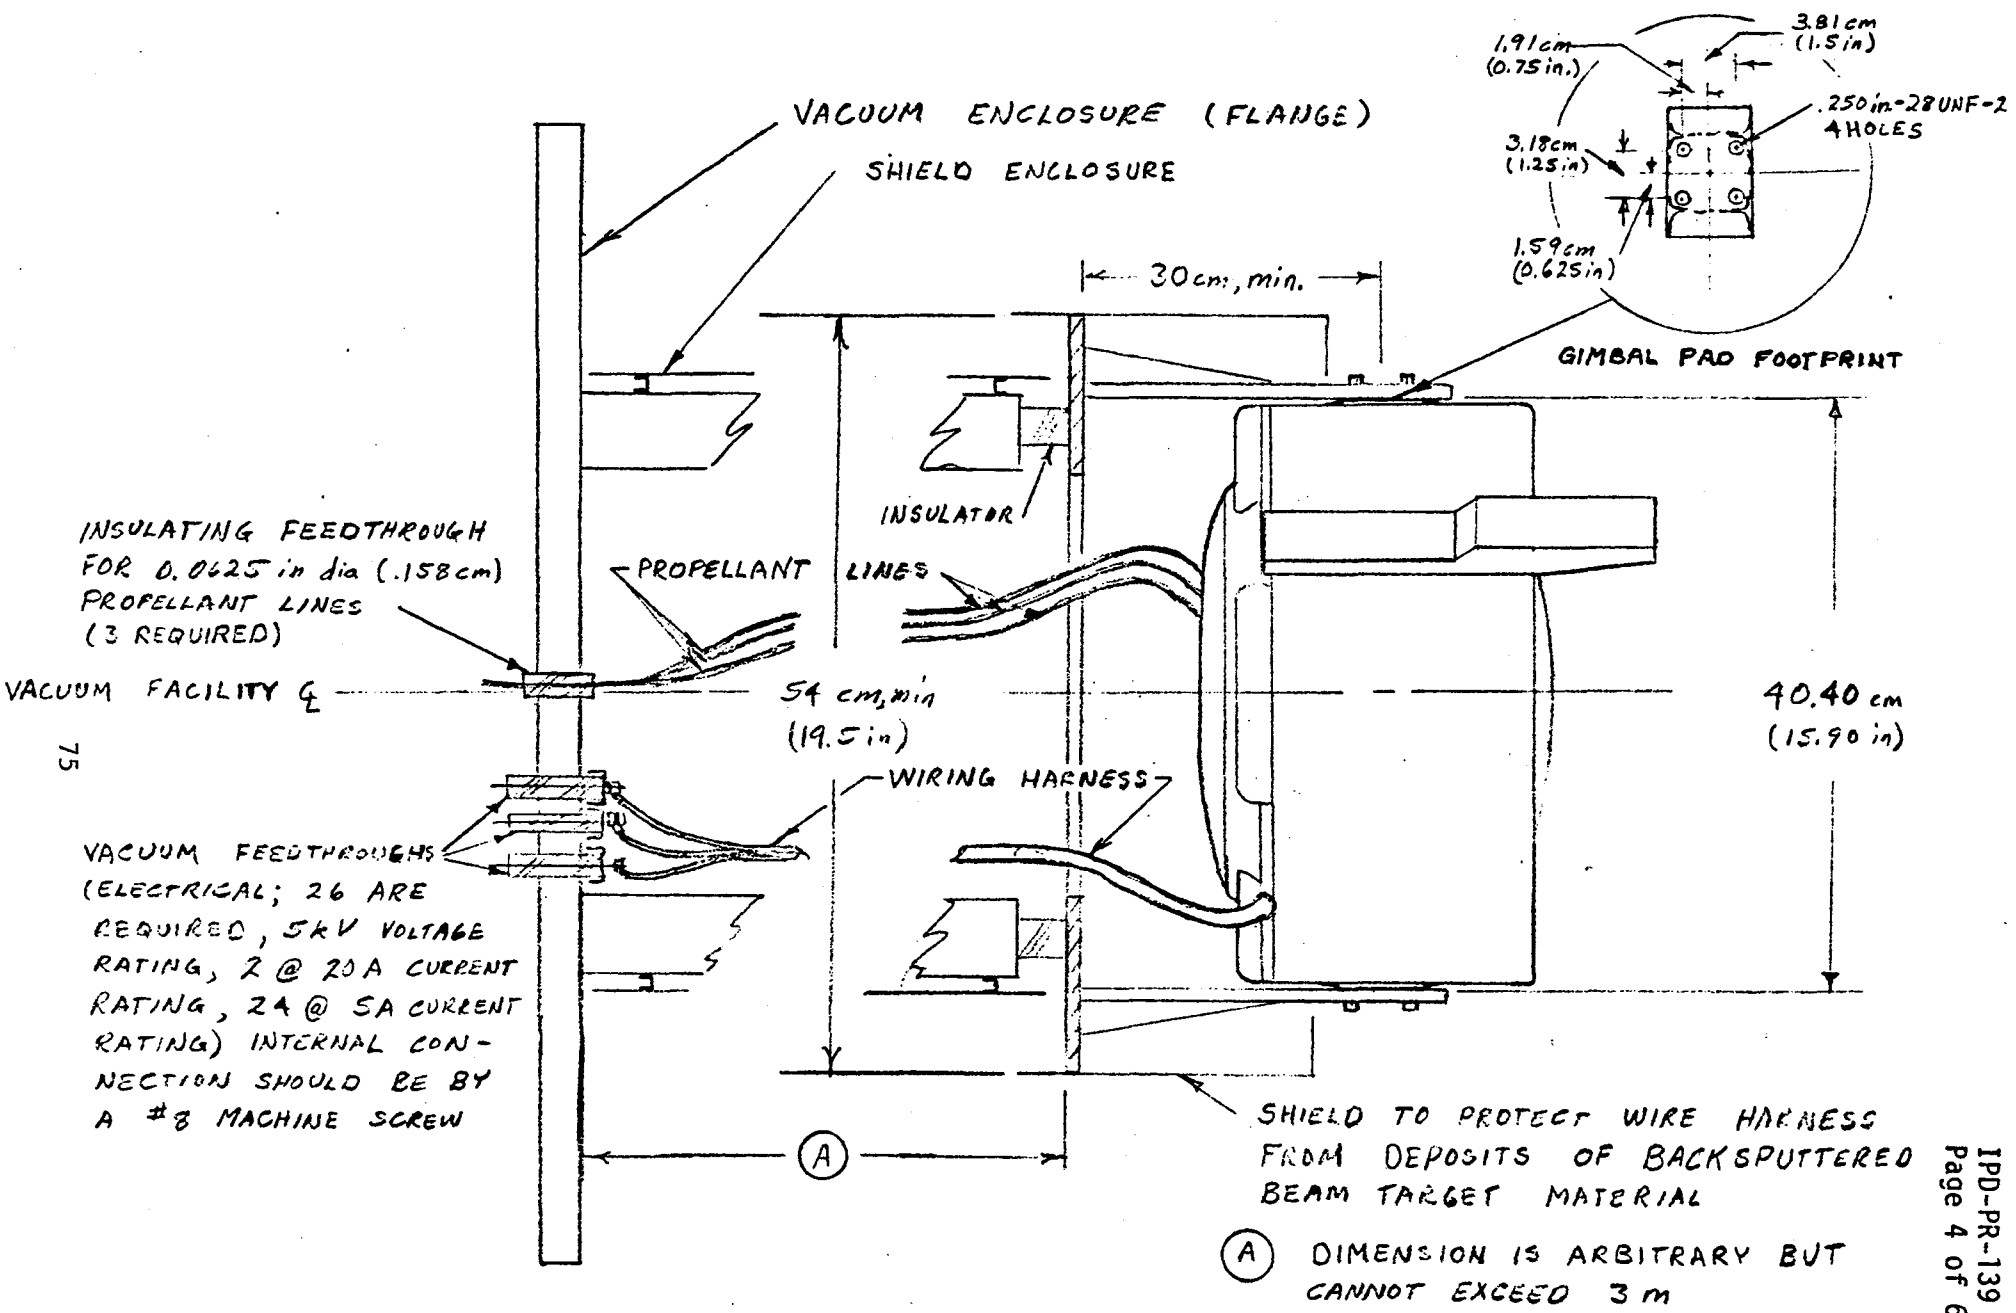 VACUUM ENCLOSURE (FLANGE)
SHIELD ENCLOSURE
1.91cm
(0.75in.)
3.81cm
(1.5in)
.250in-28UNF-2
4 HOLES
3.18cm
(1.25in)
1.59cm
(0.625in)
GIMBAL PAD FOOTPRINT
30cm, min.
INSULATOR
INSULATING FEEDTHROUGH
FOR 0.0625 in dia (.158cm)
PROPELLANT LINES
(3 REQUIRED)
PROPELLANT LINES
VACUUM FACILITY ℄
54 cm, min
(19.5 in)
40.40 cm
(15.90 in)
WIRING HARNESS
VACUUM FEEDTHROUGHS
(ELECTRICAL; 26 ARE
REQUIRED, 5kV VOLTAGE
RATING, 2 @ 20A CURRENT
RATING, 24 @ 5A CURRENT
RATING) INTERNAL CON-
NECTION SHOULD BE BY
A #8 MACHINE SCREW
A
SHIELD TO PROTECT WIRE HARNESS
FROM DEPOSITS OF BACKSPUTTERED
BEAM TARGET MATERIAL
A DIMENSION IS ARBITRARY BUT
CANNOT EXCEED 3 m
75
IPD-PR-139
Page 4 of 6